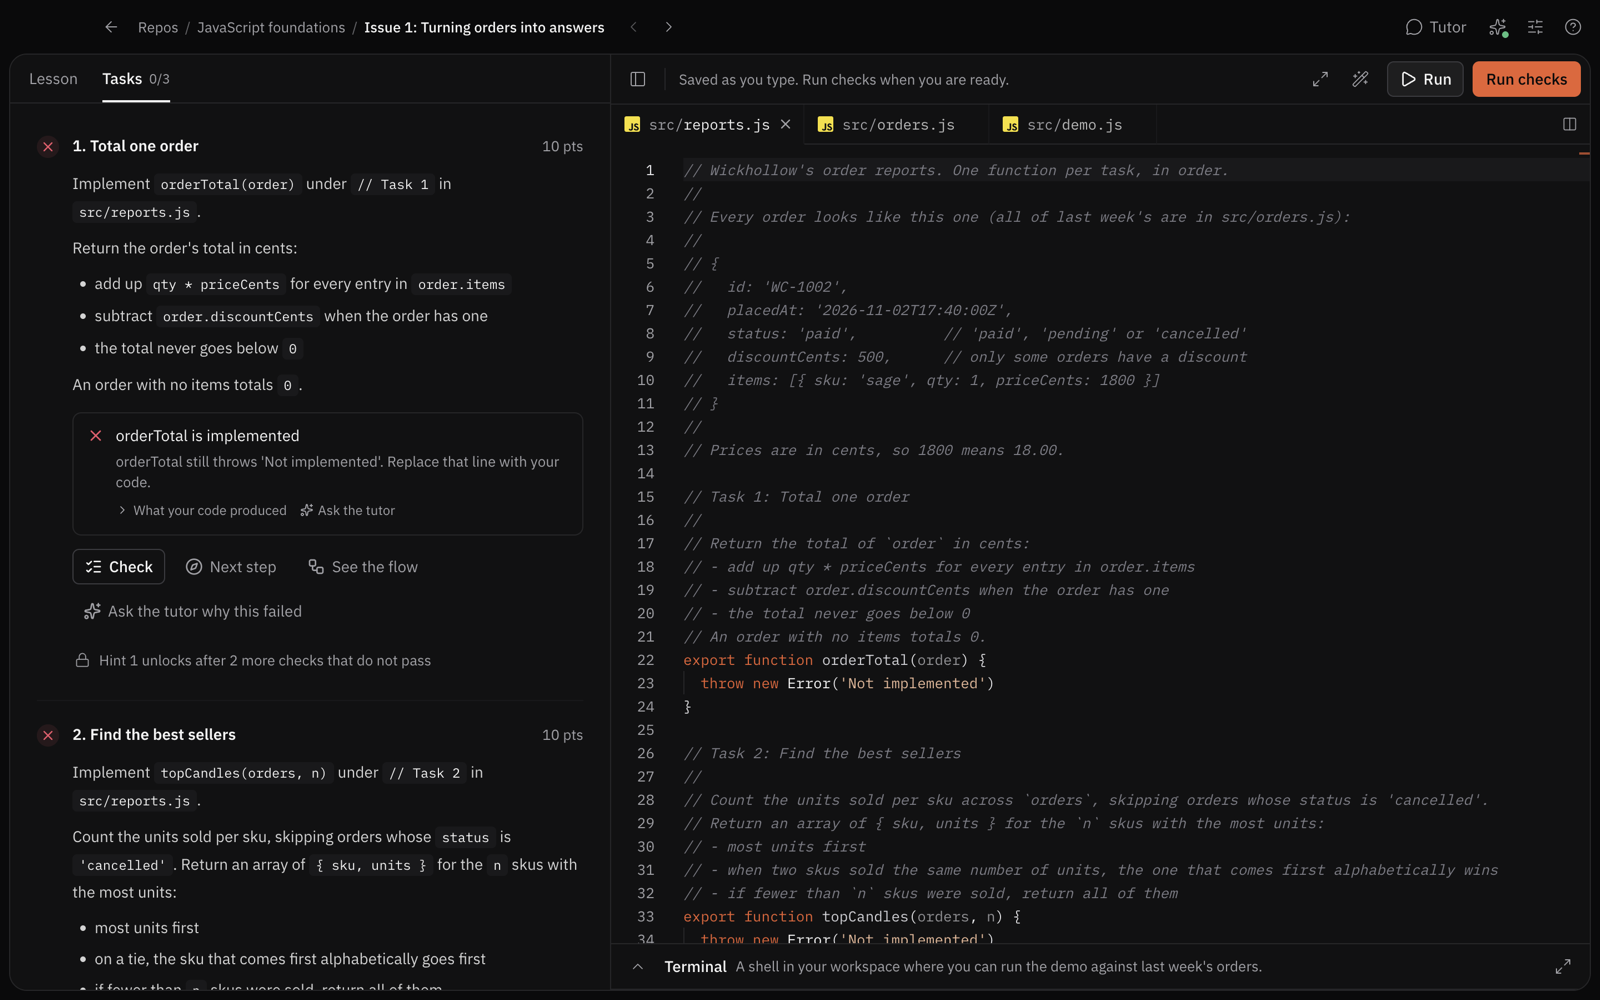 Repos / JavaScript foundations / Issue 1: Turning orders into answers
Tutor
Lesson
Tasks 0/3
1. Total one order
10 pts
Implement orderTotal(order) under // Task 1 in
src/reports.js.
Return the order's total in cents:
• add up qty * priceCents for every entry in order.items
• subtract order.discountCents when the order has one
• the total never goes below 0
An order with no items totals 0.
orderTotal is implemented
orderTotal still throws 'Not implemented'. Replace that line with your
code.
What your code produced
Ask the tutor
Check
Next step
See the flow
Ask the tutor why this failed
Hint 1 unlocks after 2 more checks that do not pass
2. Find the best sellers
10 pts
Implement topCandles(orders, n) under // Task 2 in
src/reports.js.
Count the units sold per sku, skipping orders whose status is
'cancelled'. Return an array of { sku, units } for the n skus with
the most units:
• most units first
• on a tie, the sku that comes first alphabetically goes first
• if fewer than n skus were sold, return all of them
Saved as you type. Run checks when you are ready.
Run
Run checks
JS src/reports.js
JS src/orders.js
JS src/demo.js
1 // Wickhollow's order reports. One function per task, in order.
2 //
3 // Every order looks like this one (all of last week's are in src/orders.js):
4 //
5 // {
6 //   id: 'WC-1002',
7 //   placedAt: '2026-11-02T17:40:00Z',
8 //   status: 'paid',          // 'paid', 'pending' or 'cancelled'
9 //   discountCents: 500,      // only some orders have a discount
10 //   items: [{ sku: 'sage', qty: 1, priceCents: 1800 }]
11 // }
12 //
13 // Prices are in cents, so 1800 means 18.00.
14
15 // Task 1: Total one order
16 //
17 // Return the total of `order` in cents:
18 // - add up qty * priceCents for every entry in order.items
19 // - subtract order.discountCents when the order has one
20 // - the total never goes below 0
21 // An order with no items totals 0.
22 export function orderTotal(order) {
23   throw new Error('Not implemented')
24 }
25
26 // Task 2: Find the best sellers
27 //
28 // Count the units sold per sku across `orders`, skipping orders whose status is 'cancelled'.
29 // Return an array of { sku, units } for the `n` skus with the most units:
30 // - most units first
31 // - when two skus sold the same number of units, the one that comes first alphabetically wins
32 // - if fewer than `n` skus were sold, return all of them
33 export function topCandles(orders, n) {
34   throw new Error('Not implemented')
Terminal A shell in your workspace where you can run the demo against last week's orders.